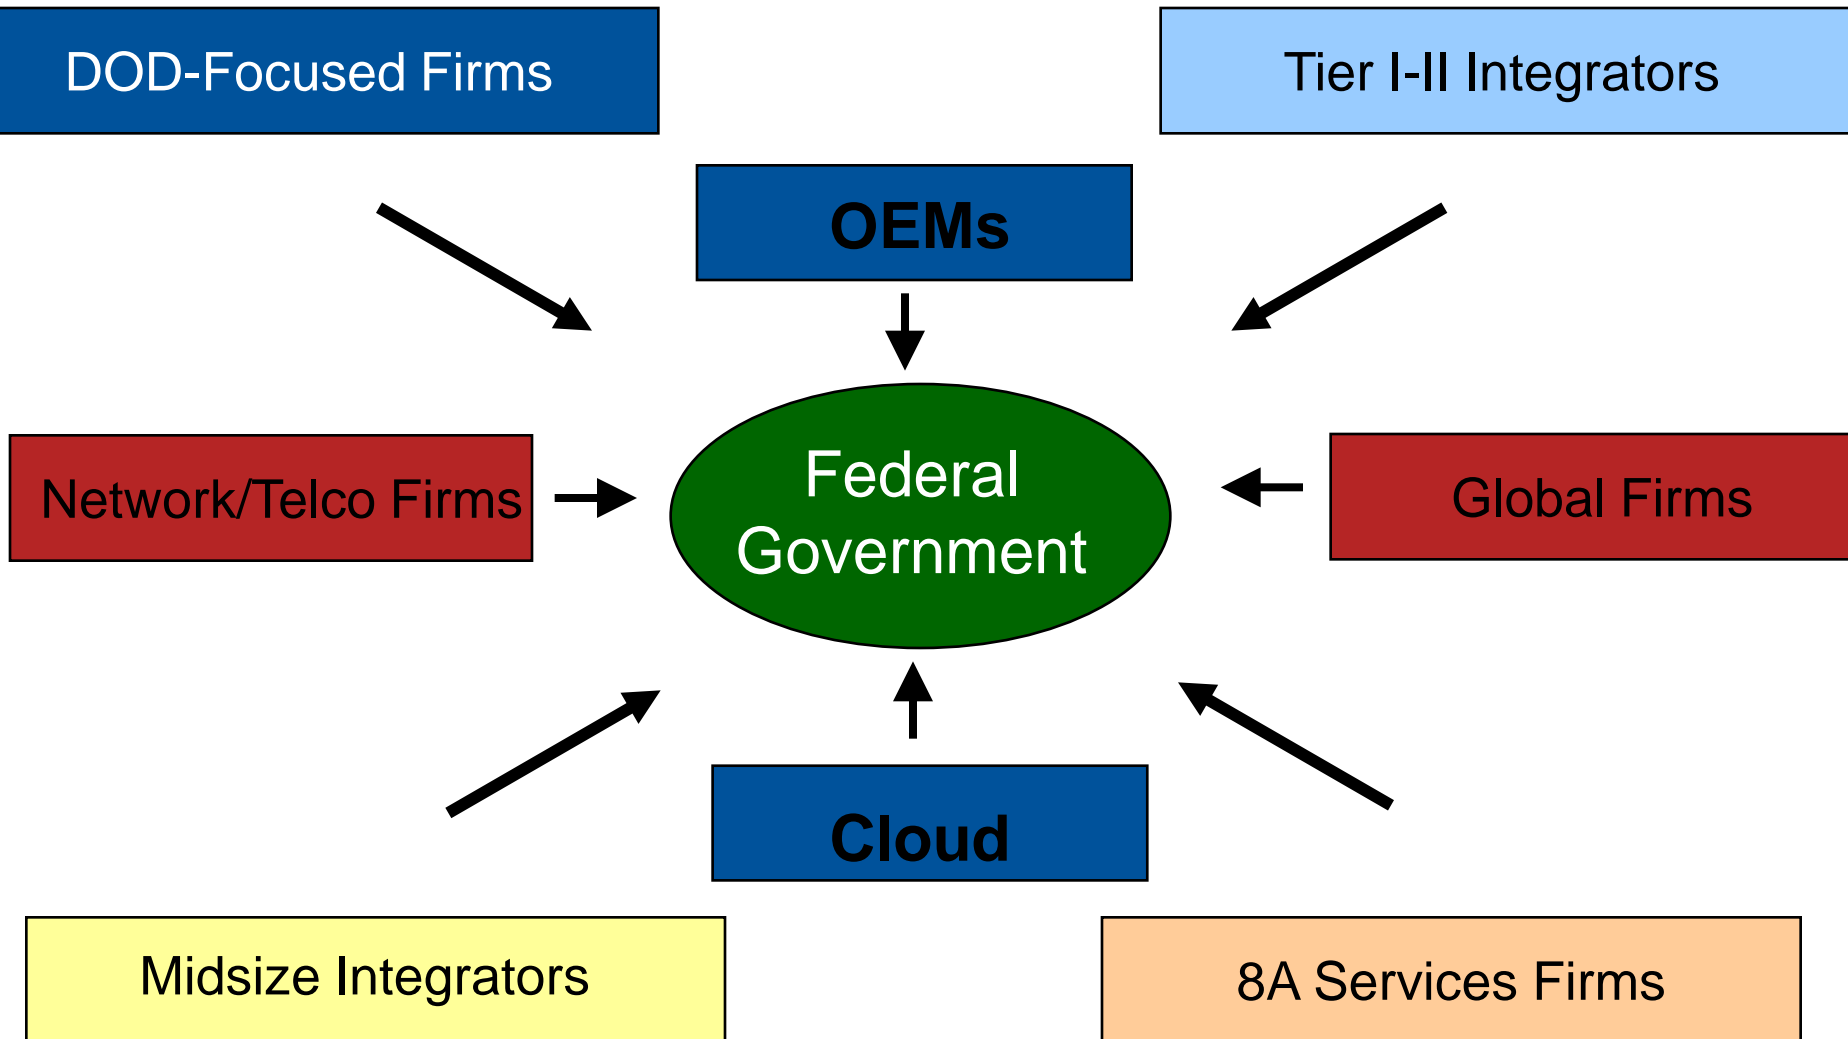 DOD-Focused Firms
Tier I-II Integrators
OEMs
Network/Telco Firms
Federal
Government
Global Firms
Cloud
Midsize Integrators
8A Services Firms